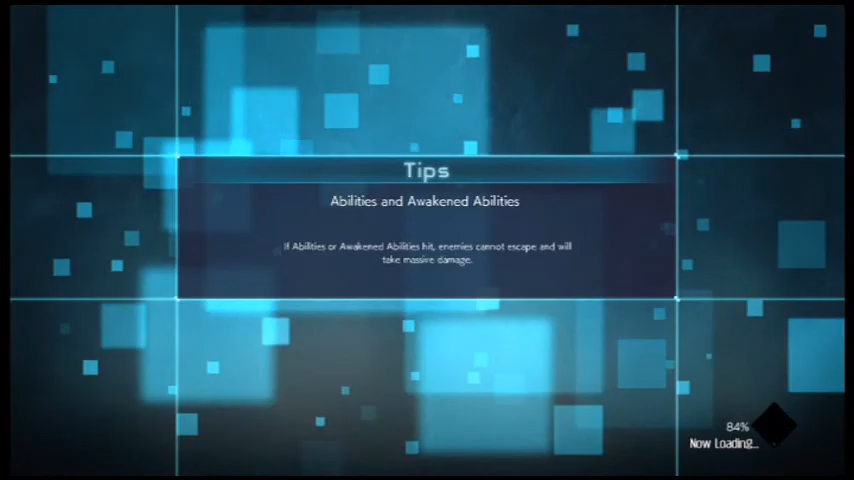 Tips
Abilities and Awakened Abilities
If Abilities or Awakened Abilities hit, enemies cannot escape and will
take massive damage.
84%
Now Loading...